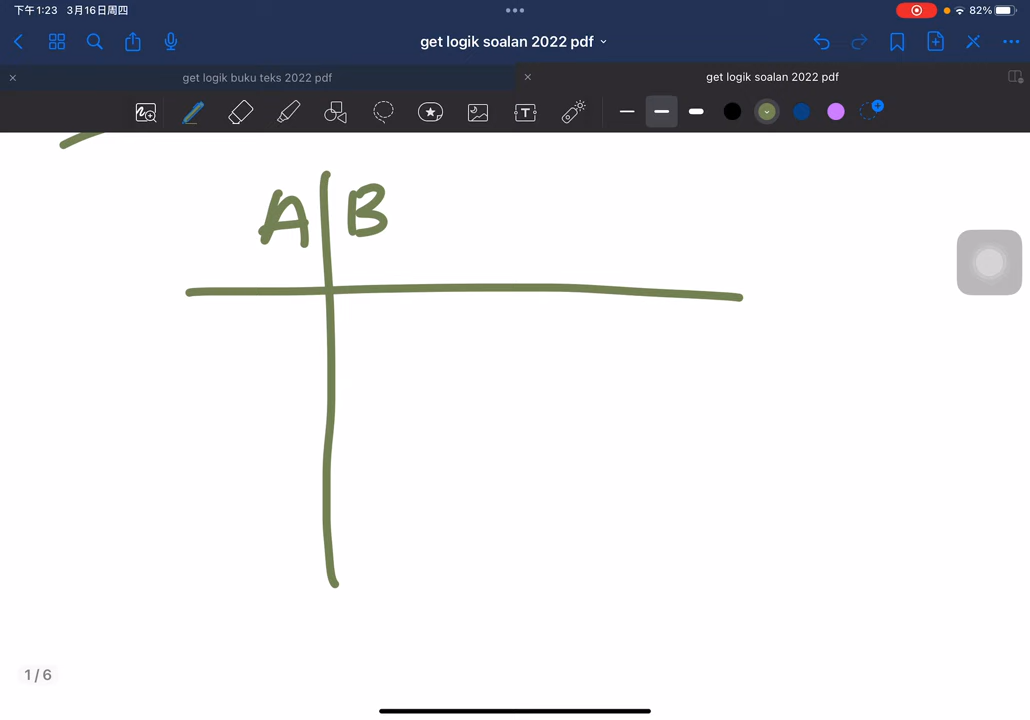 下午1:23 3月16日周四 82%
get logik soalan 2022 pdf
get logik buku teks 2022 pdf get logik soalan 2022 pdf
T
A B
1 / 6